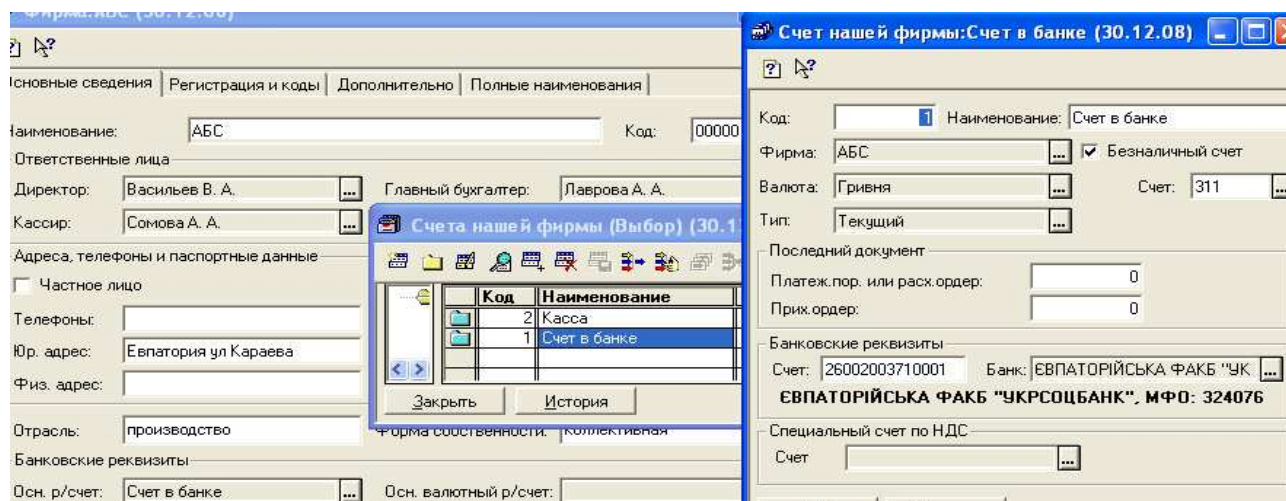 Фирма:АБС (30.12.08)
Основные сведения Регистрация и коды Дополнительно Полные наименования
Наименование: АБС Код: 00000
Ответственные лица
Директор: Васильев В. А. ... Главный бухгалтер: Лаврова А. А.
Кассир: Сомова А. А. ...
Адреса, телефоны и паспортные данные
Частное лицо
Телефоны:
Юр. адрес: Евпатория ул Караева
Физ. адрес:
Отрасль: производство Форма собственности: коллективная
Банковские реквизиты
Осн. р/счет: Счет в банке ... Осн. валютный р/счет:
Счета нашей фирмы (Выбор) (30.1
Код Наименование
2 Касса
1 Счет в банке
Закрыть История
Счет нашей фирмы:Счет в банке (30.12.08)
Код: 1 Наименование: Счет в банке
Фирма: АБС ... Безналичный счет
Валюта: Гривня ... Счет: 311 ...
Тип: Текущий ...
Последний документ
Платеж.пор. или расх.ордер: 0
Прих.ордер: 0
Банковские реквизиты
Счет: 26002003710001 Банк: ЄВПАТОРІЙСЬКА ФАКБ "УК ...
ЄВПАТОРІЙСЬКА ФАКБ "УКРСОЦБАНК", МФО: 324076
Специальный счет по НДС
Счет ...